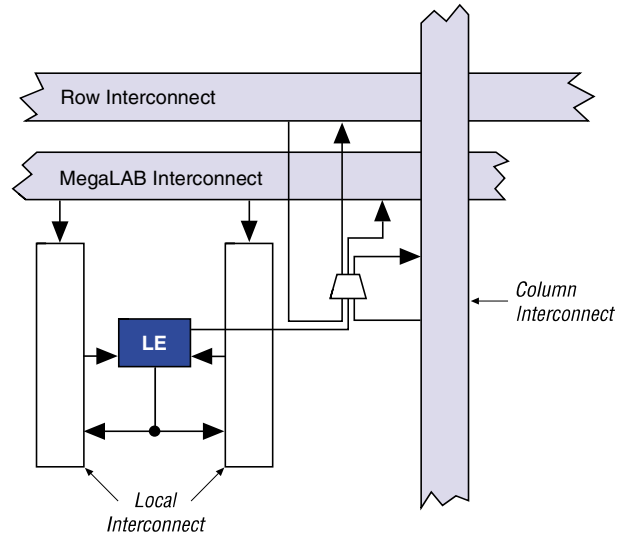 Row Interconnect
MegaLAB Interconnect
Column
Interconnect
LE
Local
Interconnect